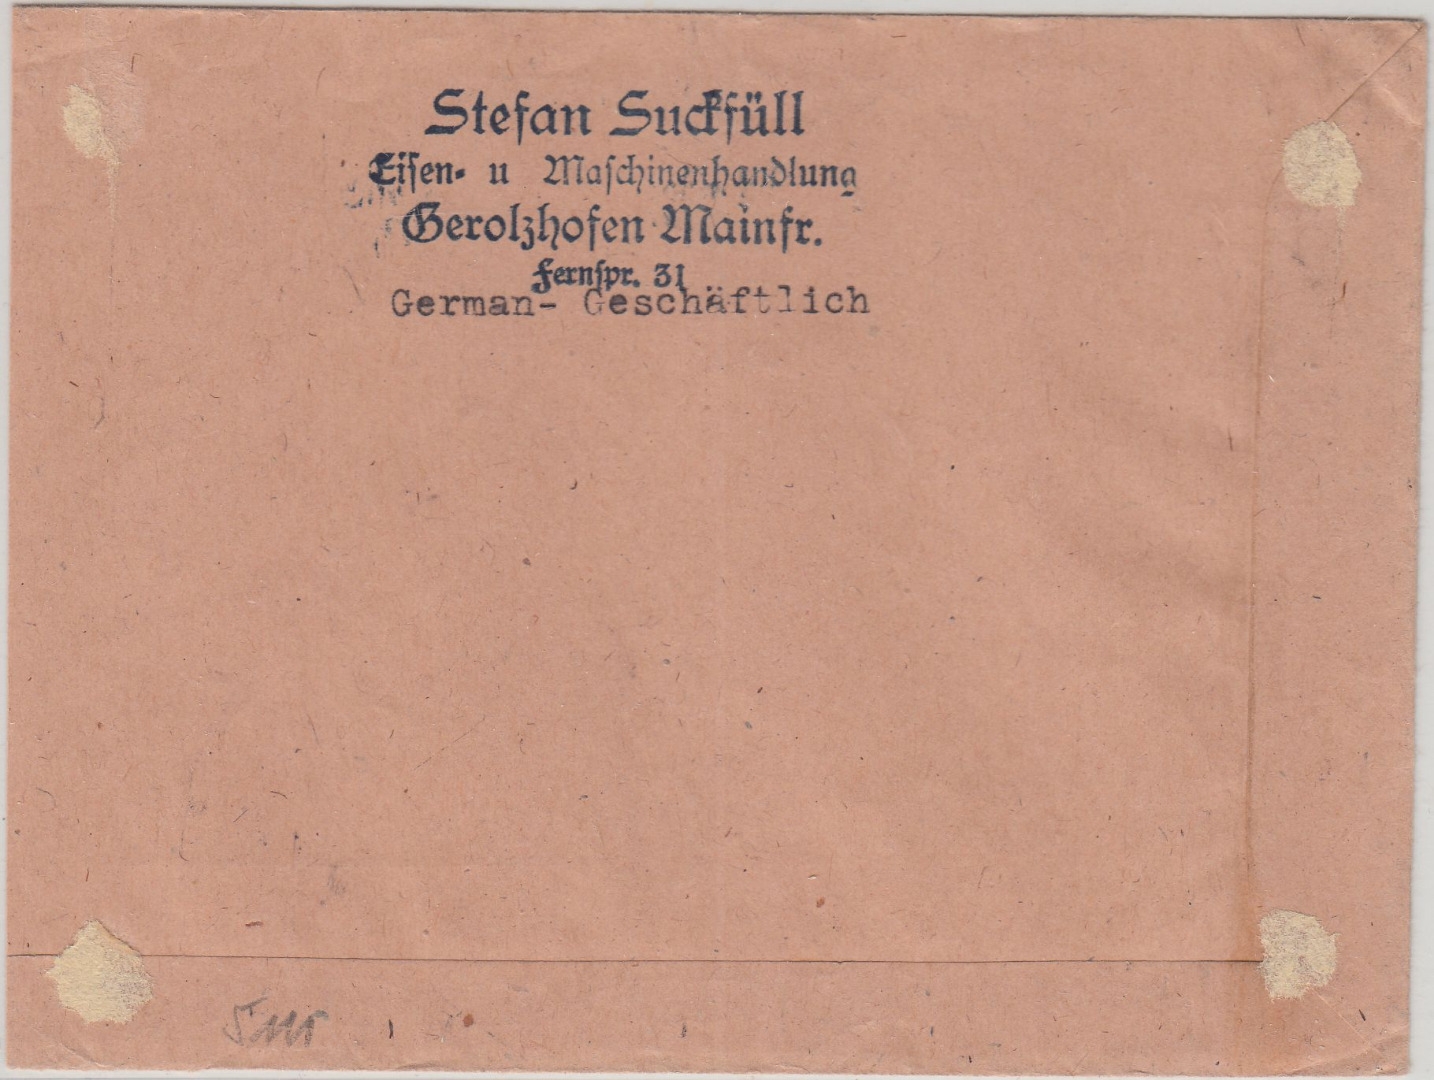 Stefan Suckfüll
Eisen- u Maschinenhandlung
Gerolzhofen Mainfr.
Fernspr. 31
German- Geschäftlich